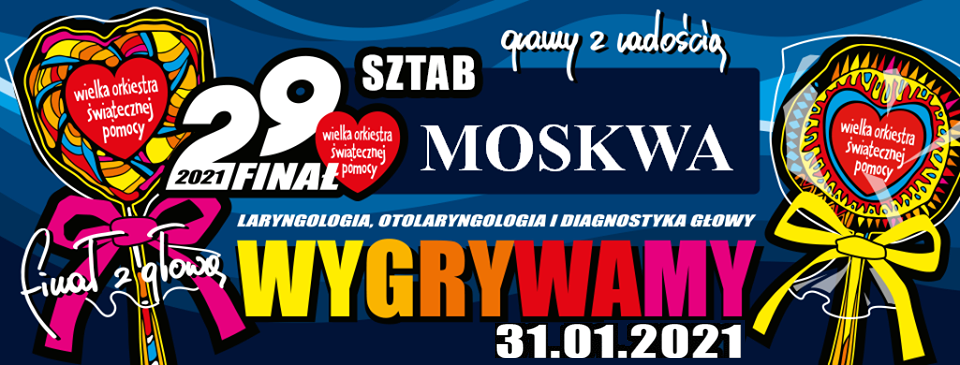 gramy z radością
SZTAB
MOSKWA
wielka orkiestra
świątecznej
pomocy
29
2021 FINAŁ
wielka orkiestra
świątecznej
pomocy
wielka orkiestra
świątecznej
pomocy
LARYNGOLOGIA, OTOLARYNGOLOGIA I DIAGNOSTYKA GŁOWY
finał z głową
WYGRYWAMY
31.01.2021